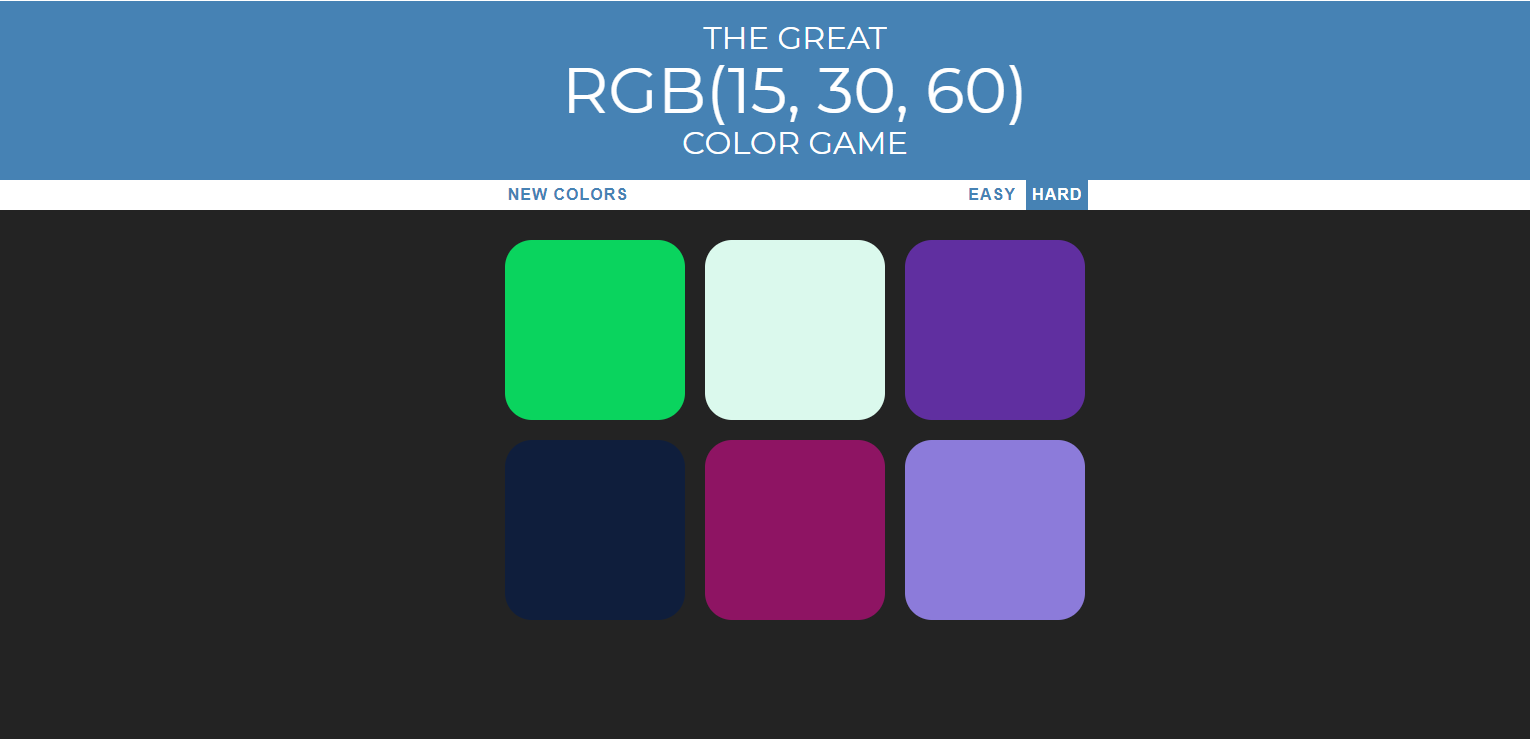 THE GREAT
RGB(15, 30, 60)
COLOR GAME
NEW COLORS EASY HARD